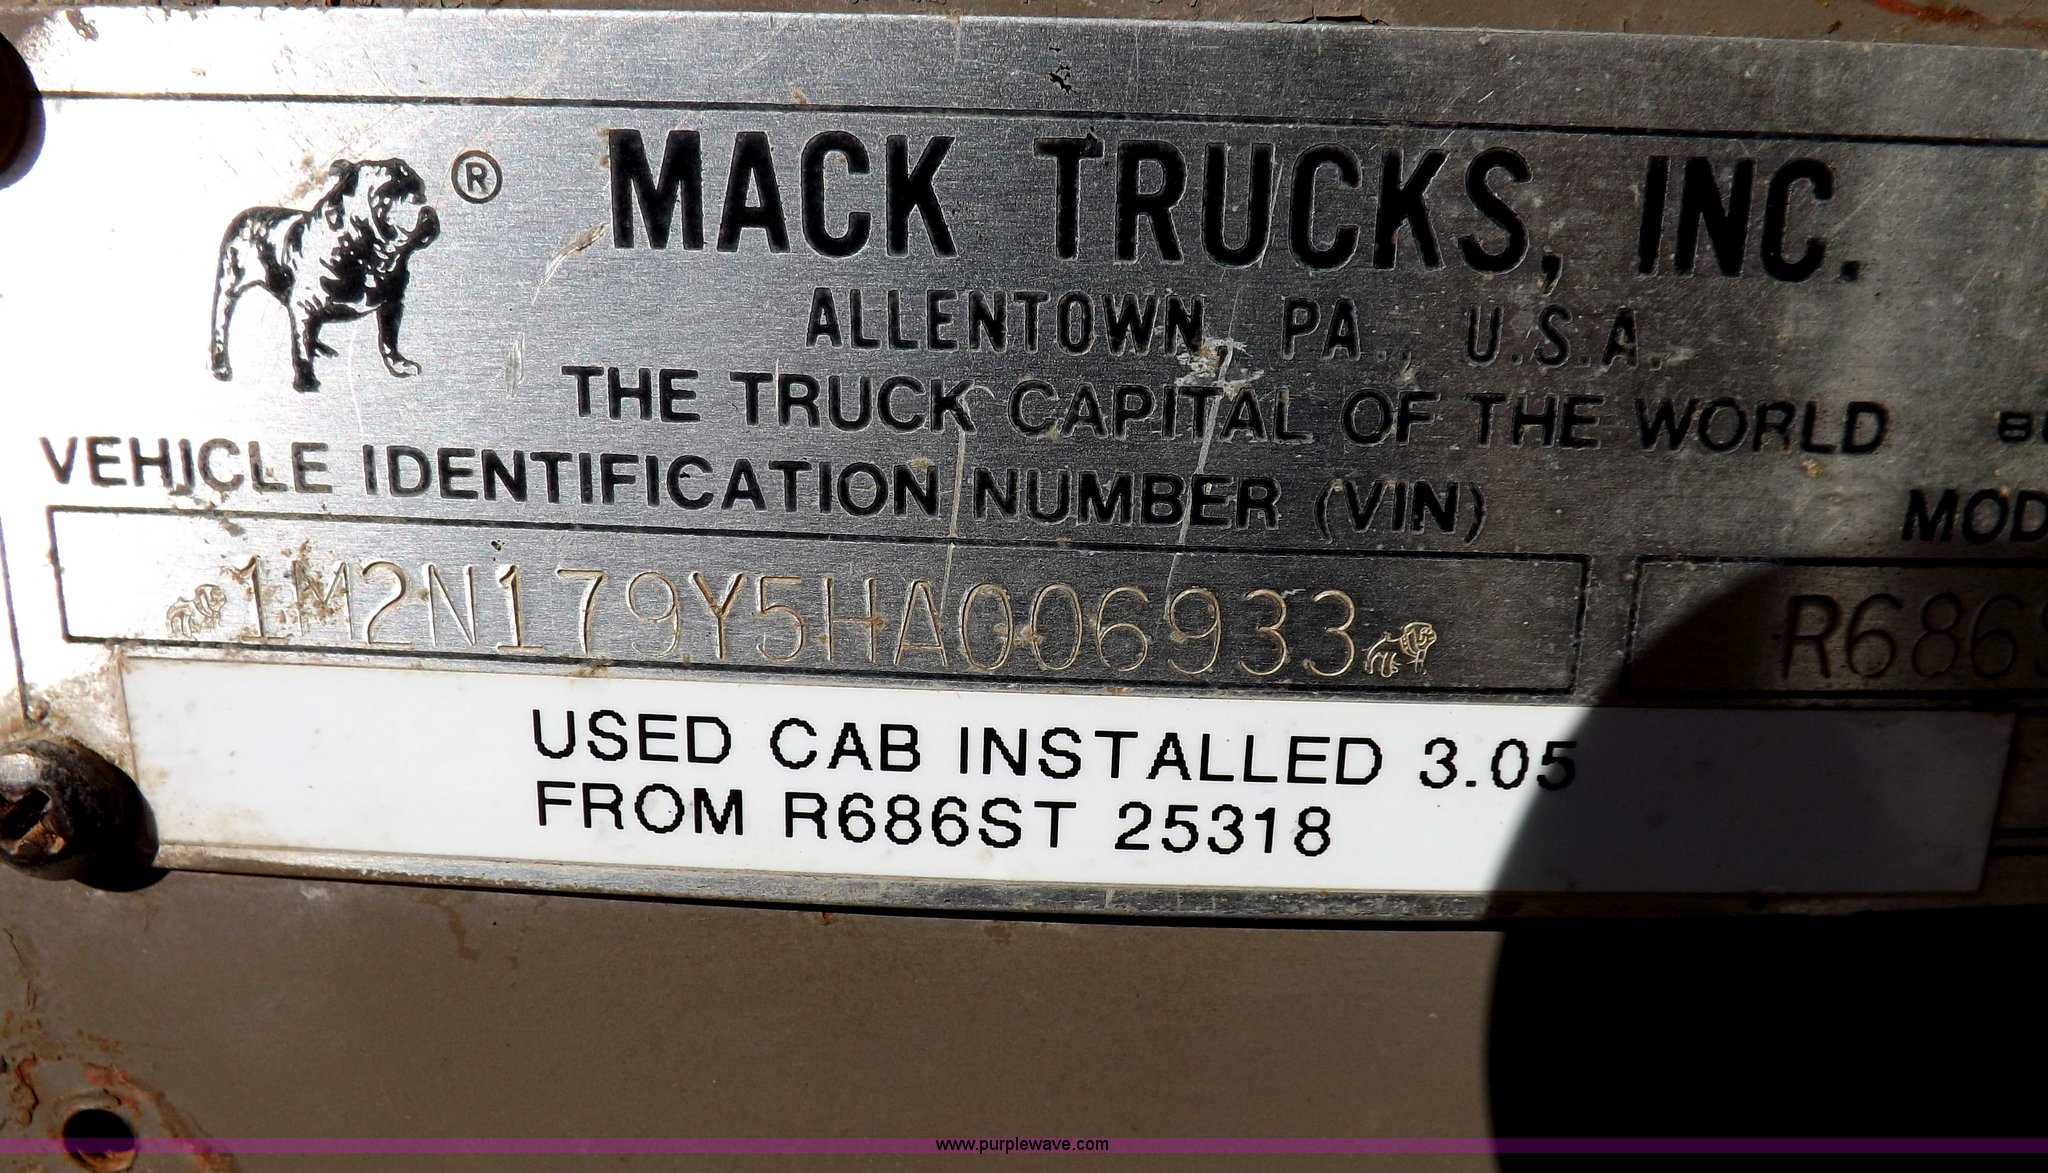 ® MACK TRUCKS, INC.
ALLENTOWN, PA., U.S.A.
THE TRUCK CAPITAL OF THE WORLD
VEHICLE IDENTIFICATION NUMBER (VIN)
1M2N179Y5HA006933 R686S
USED CAB INSTALLED 3.05
FROM R686ST 25318
www.purplewave.com